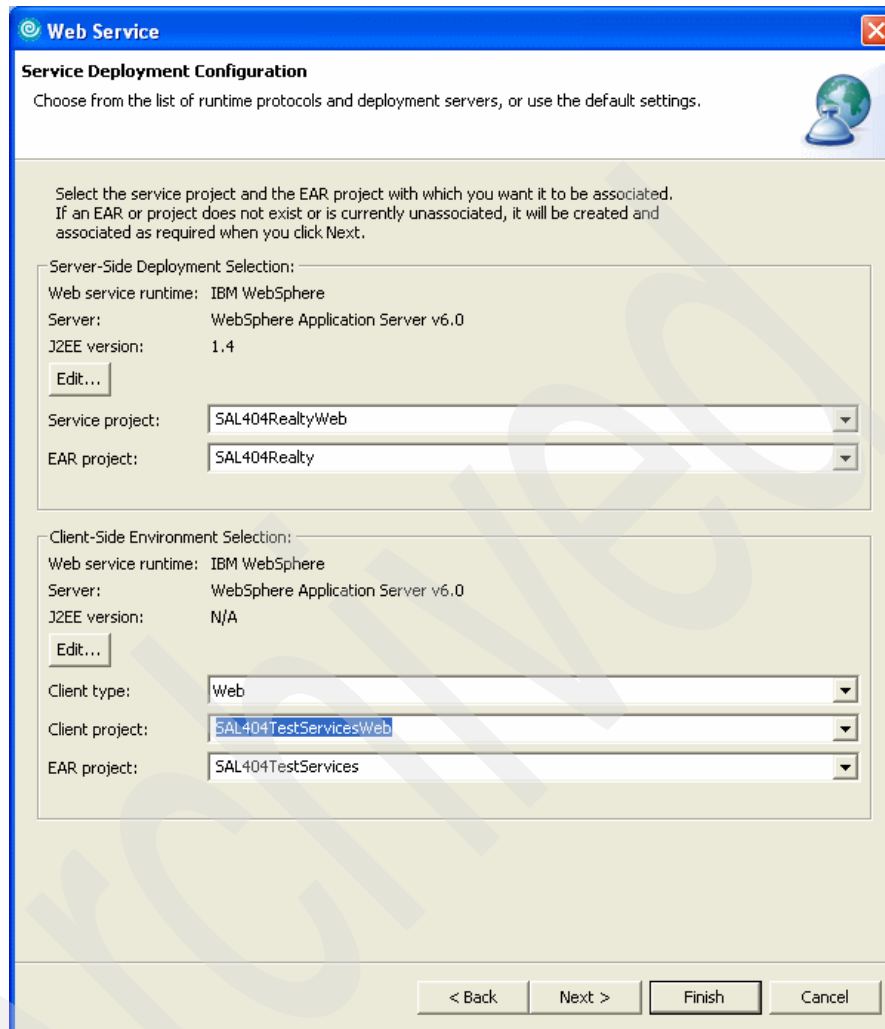 Web Service
Service Deployment Configuration
Choose from the list of runtime protocols and deployment servers, or use the default settings.
Select the service project and the EAR project with which you want it to be associated.
If an EAR or project does not exist or is currently unassociated, it will be created and
associated as required when you click Next.
Server-Side Deployment Selection:
Web service runtime: IBM WebSphere
Server: WebSphere Application Server v6.0
J2EE version: 1.4
Edit...
Service project: SAL404RealtyWeb
EAR project: SAL404Realty
Client-Side Environment Selection:
Web service runtime: IBM WebSphere
Server: WebSphere Application Server v6.0
J2EE version: N/A
Edit...
Client type: Web
Client project: SAL404TestServicesWeb
EAR project: SAL404TestServices
< Back Next > Finish Cancel
Archived